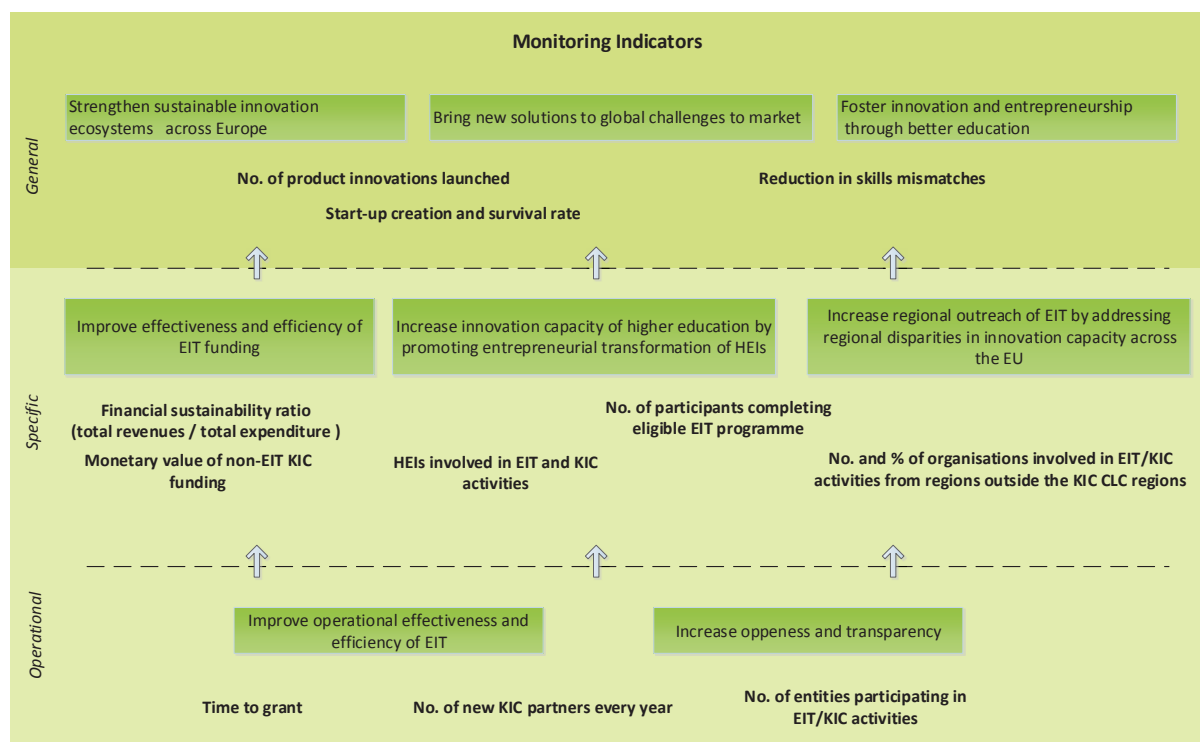 Monitoring Indicators
General
Strengthen sustainable innovation
ecosystems across Europe
Bring new solutions to global challenges to market
Foster innovation and entrepreneurship
through better education
No. of product innovations launched
Reduction in skills mismatches
Start-up creation and survival rate
Specific
Improve effectiveness and efficiency of
EIT funding
Increase innovation capacity of higher education by
promoting entrepreneurial transformation of HEIs
Increase regional outreach of EIT by addressing
regional disparities in innovation capacity across
the EU
Financial sustainability ratio
(total revenues / total expenditure )
Monetary value of non-EIT KIC
funding
HEIs involved in EIT and KIC
activities
No. of participants completing
eligible EIT programme
No. and % of organisations involved in EIT/KIC
activities from regions outside the KIC CLC regions
Operational
Improve operational effectiveness and
efficiency of EIT
Increase oppeness and transparency
Time to grant
No. of new KIC partners every year
No. of entities participating in
EIT/KIC activities